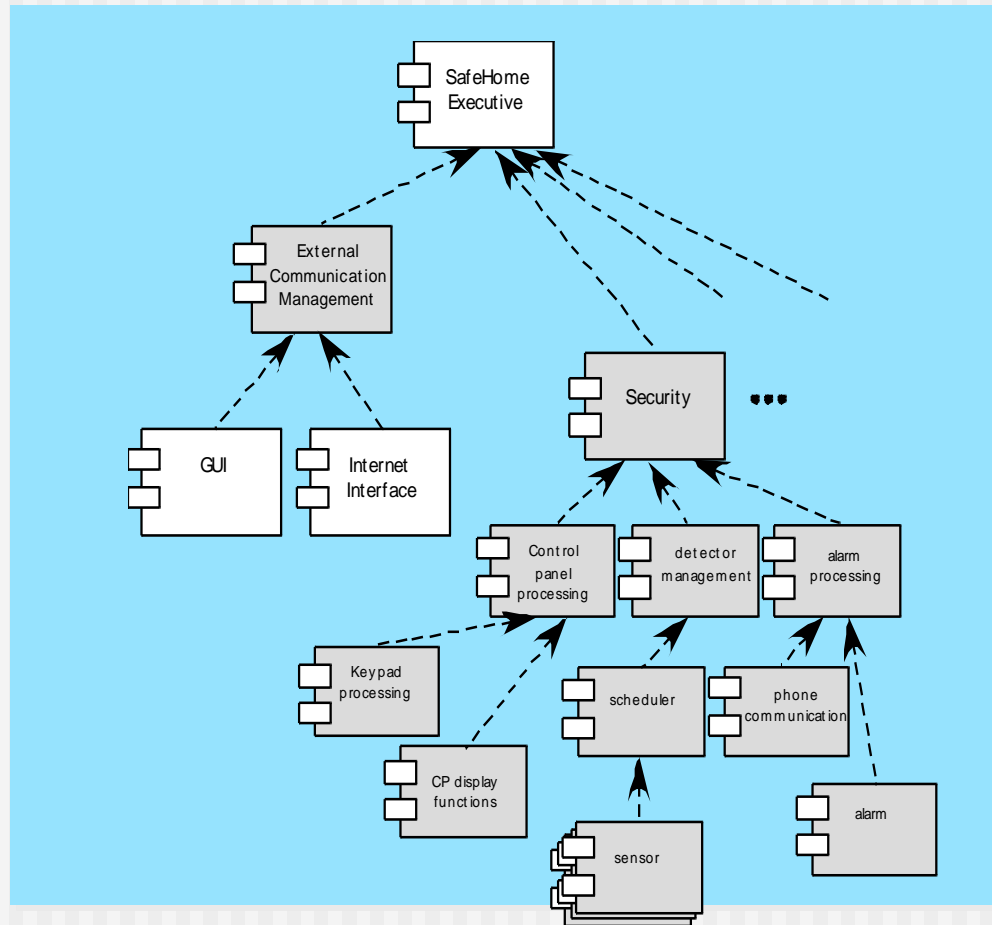 SafeHome
Executive
External
Communication
Management
Security
GUI
Internet
Interface
Control
panel
processing
detector
management
alarm
processing
Keypad
processing
scheduler
phone
communication
CP display
functions
alarm
sensor